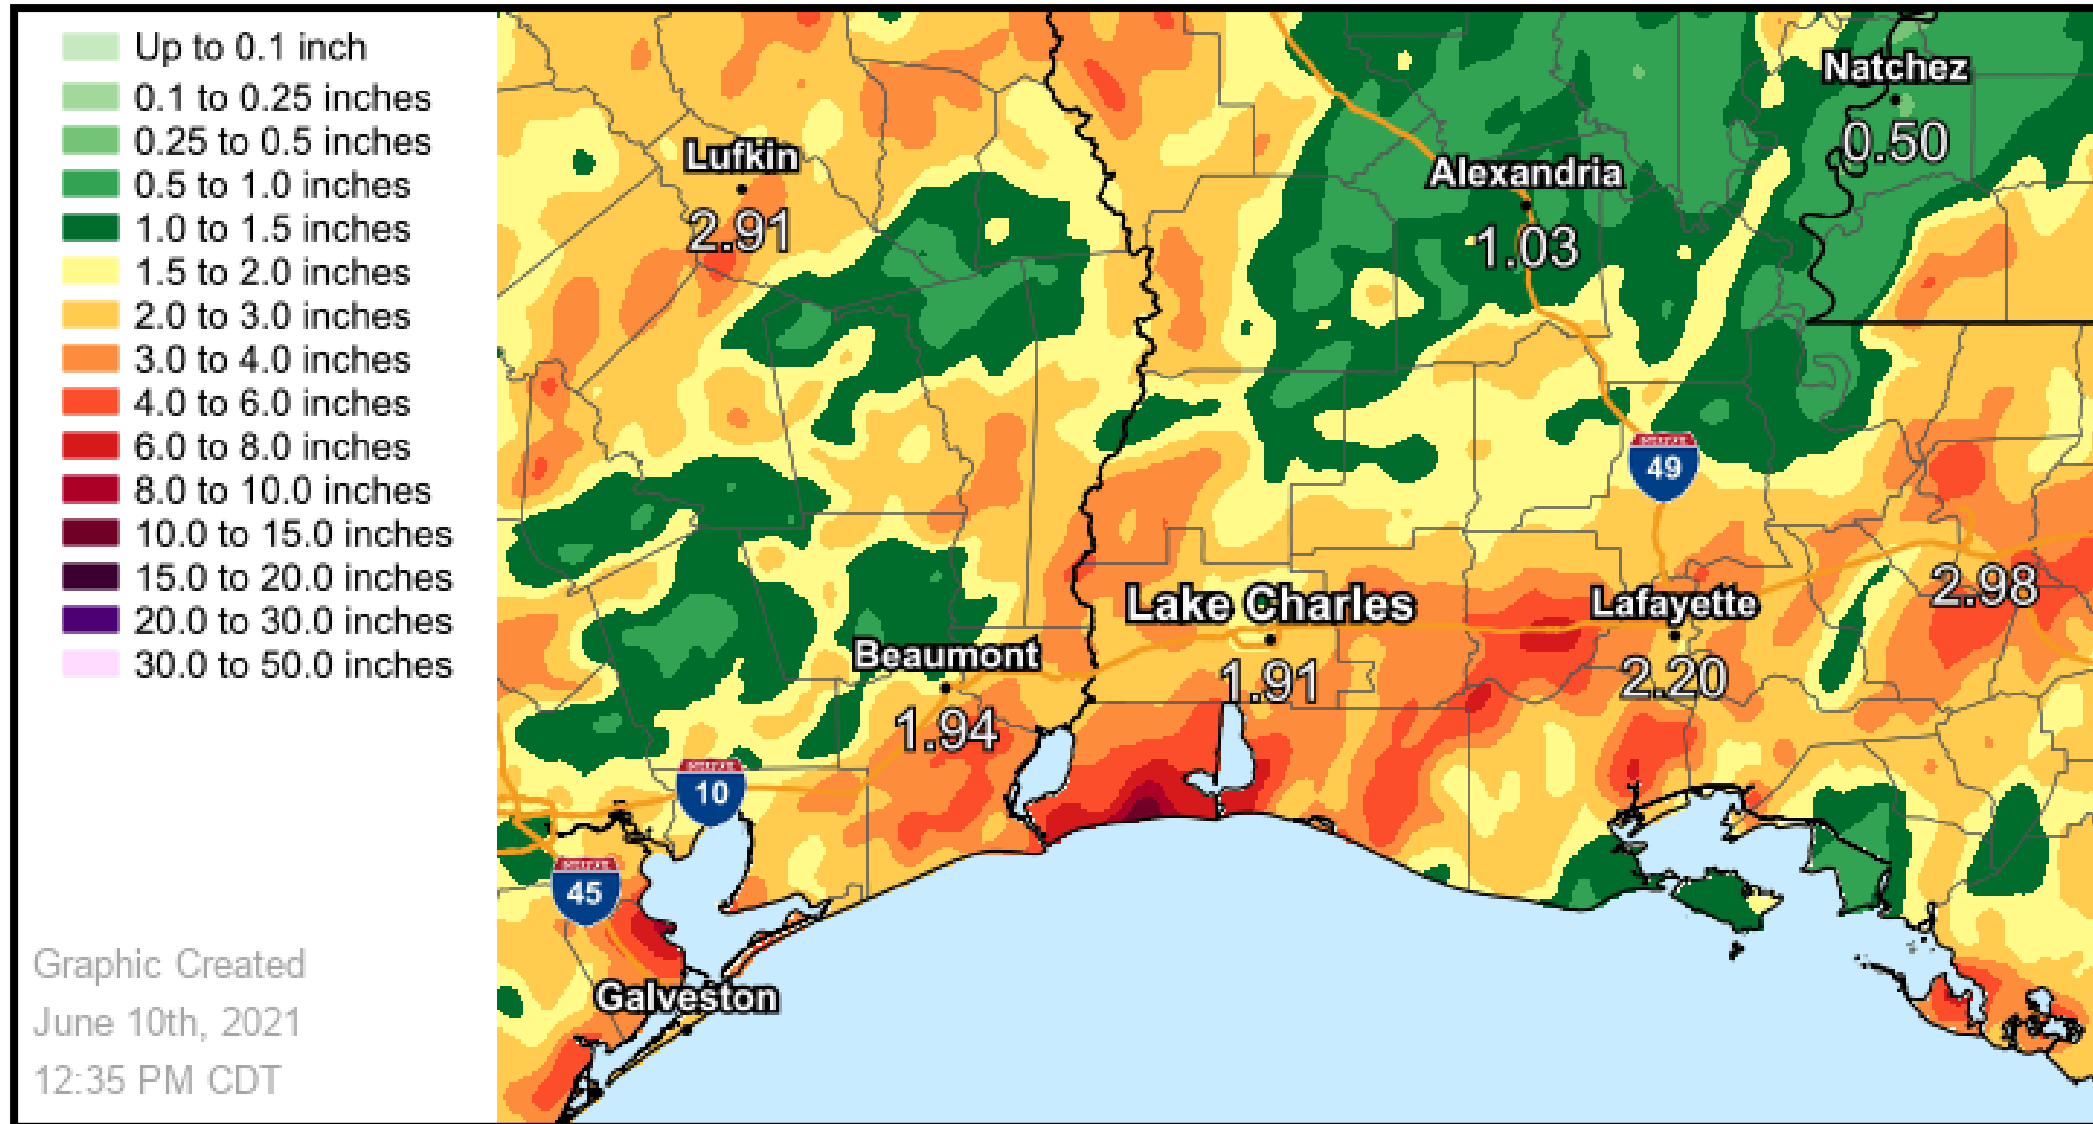 Up to 0.1 inch
0.1 to 0.25 inches
0.25 to 0.5 inches
0.5 to 1.0 inches
1.0 to 1.5 inches
1.5 to 2.0 inches
2.0 to 3.0 inches
3.0 to 4.0 inches
4.0 to 6.0 inches
6.0 to 8.0 inches
8.0 to 10.0 inches
10.0 to 15.0 inches
15.0 to 20.0 inches
20.0 to 30.0 inches
30.0 to 50.0 inches
Graphic Created
June 10th, 2021
12:35 PM CDT
Natchez
0.50
Lufkin
2.91
Alexandria
1.03
49
Lake Charles
1.91
Lafayette
2.20
2.98
Beaumont
1.94
10
45
Galveston